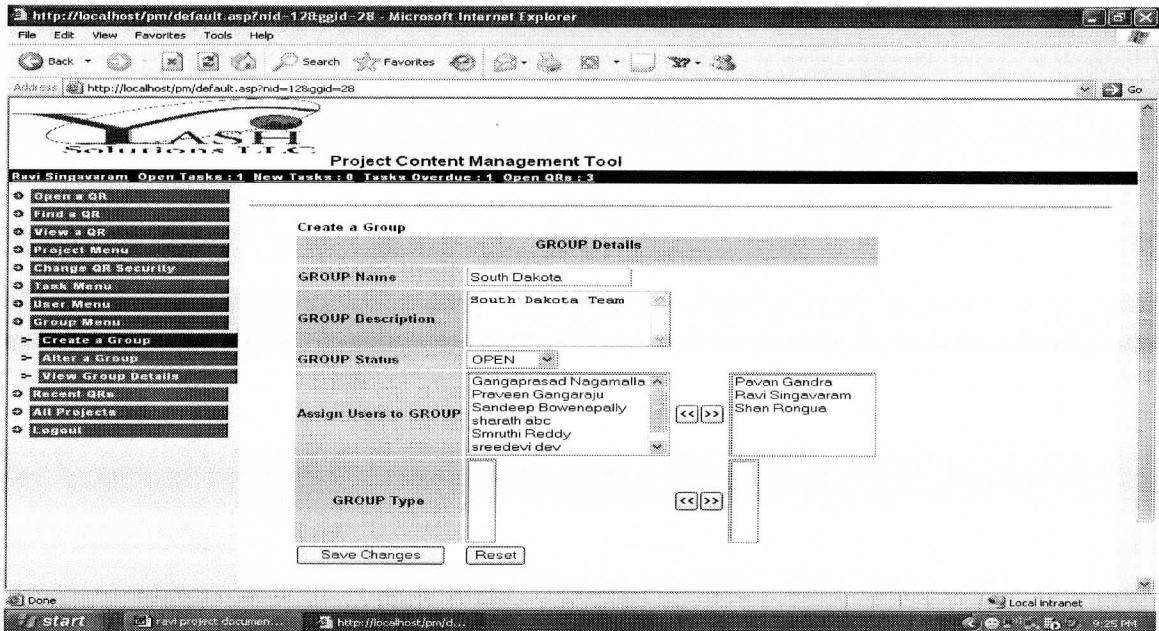 http://localhost/pm/default.asp?nid=12&ggid=28 - Microsoft Internet Explorer
File Edit View Favorites Tools Help
Back Search Favorites
Address http://localhost/pm/default.asp?nid=12&ggid=28 Go
YASH
Solutions LLC
Project Content Management Tool
Ravi Singavaram Open Tasks : 1 New Tasks : 0 Tasks Overdue : 1 Open QRs : 3
Open a QR
Find a QR
View a QR
Project Menu
Change QR Security
Task Menu
User Menu
Group Menu
Create a Group
Alter a Group
View Group Details
Recent QRs
All Projects
Logout
Create a Group
GROUP Details
GROUP Name South Dakota
GROUP Description South Dakota Team
GROUP Status OPEN
Assign Users to GROUP
Gangaprasad Nagamalla
Praveen Gangaraju
Sandeep Bowenapally
sharath abc
Smruthi Reddy
sreedevi dev
<< >>
Pavan Gandra
Ravi Singavaram
Shan Rongua
GROUP Type
<< >>
Save Changes Reset
Done Local intranet
start ravi project documen... http://localhost/pm/d... 9:25 PM